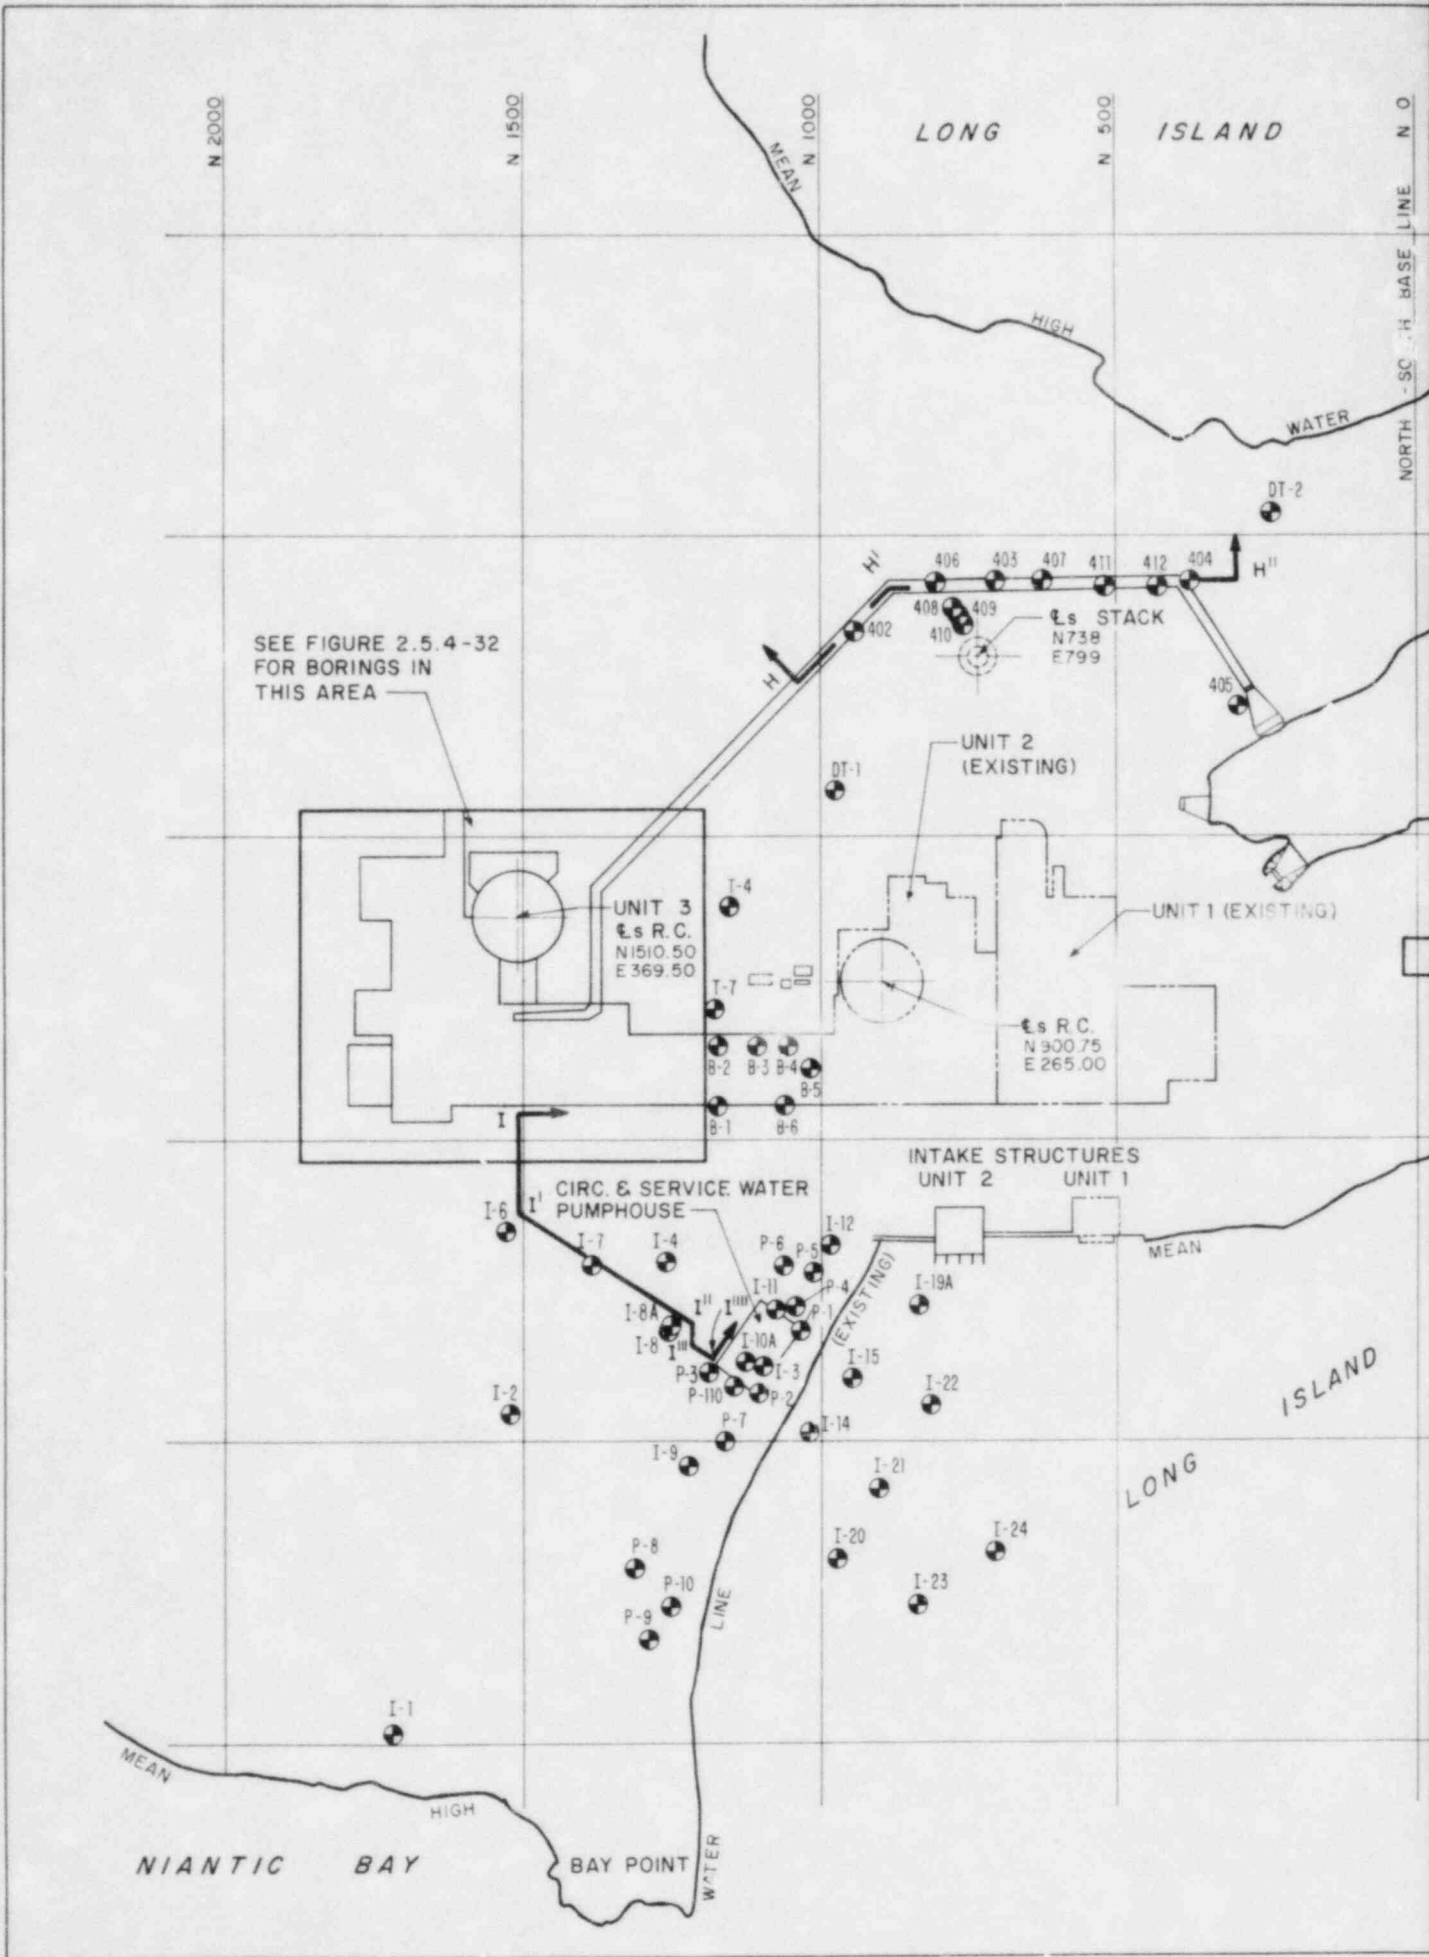 N 2000
N 1500
N 1000
N 500
N 0
LONG ISLAND
MEAN
HIGH
WATER
NORTH
BASE LINE
DT-2
H'
406
403
407
411
412
404
H"
408
409
410
402
℄s STACK
N738
E799
H
405
SEE FIGURE 2.5.4-32
FOR BORINGS IN
THIS AREA
UNIT 2
(EXISTING)
DT-1
T-4
UNIT 3
℄s R.C.
N1510.50
E369.50
UNIT 1 (EXISTING)
T-7
℄s R.C.
N 900.75
E 265.00
B-2
B-3
B-4
B-5
B-1
B-6
I
INTAKE STRUCTURES
UNIT 2
UNIT 1
CIRC. & SERVICE WATER
PUMPHOUSE
I'
I-6
I-7
I-4
P-6
P-5
I-12
MEAN
(EXISTING)
I-11
P-4
P-1
I-19A
I-8A
I-8
I"
I""
I'''
I-10A
I-3
P-3
P-110
P-2
I-15
I-22
I-2
P-7
I-14
I-9
I-21
ISLAND
LONG
I-20
I-24
P-8
P-10
P-9
I-23
LINE
I-1
MEAN
HIGH
NIANTIC BAY
BAY POINT
WATER